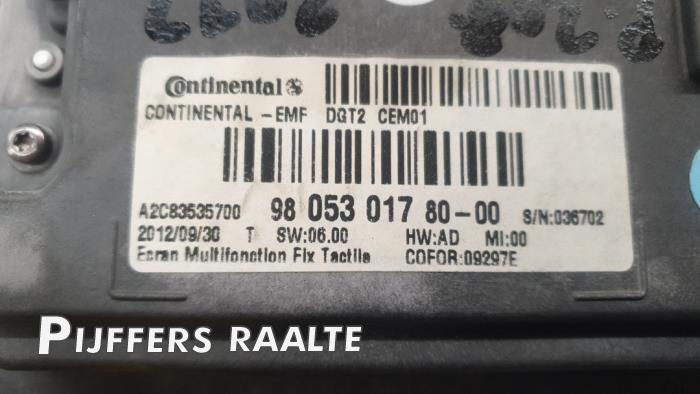 Continental
CONTINENTAL -EMF DGT2 CEM01
A2C83535700 98 053 017 80-00 S/N:036702
2012/09/30 T SW:06.00 HW:AD MI:00
Ecran Multifonction Fix Tactile COFOR:09297E
PIJFFERS RAALTE